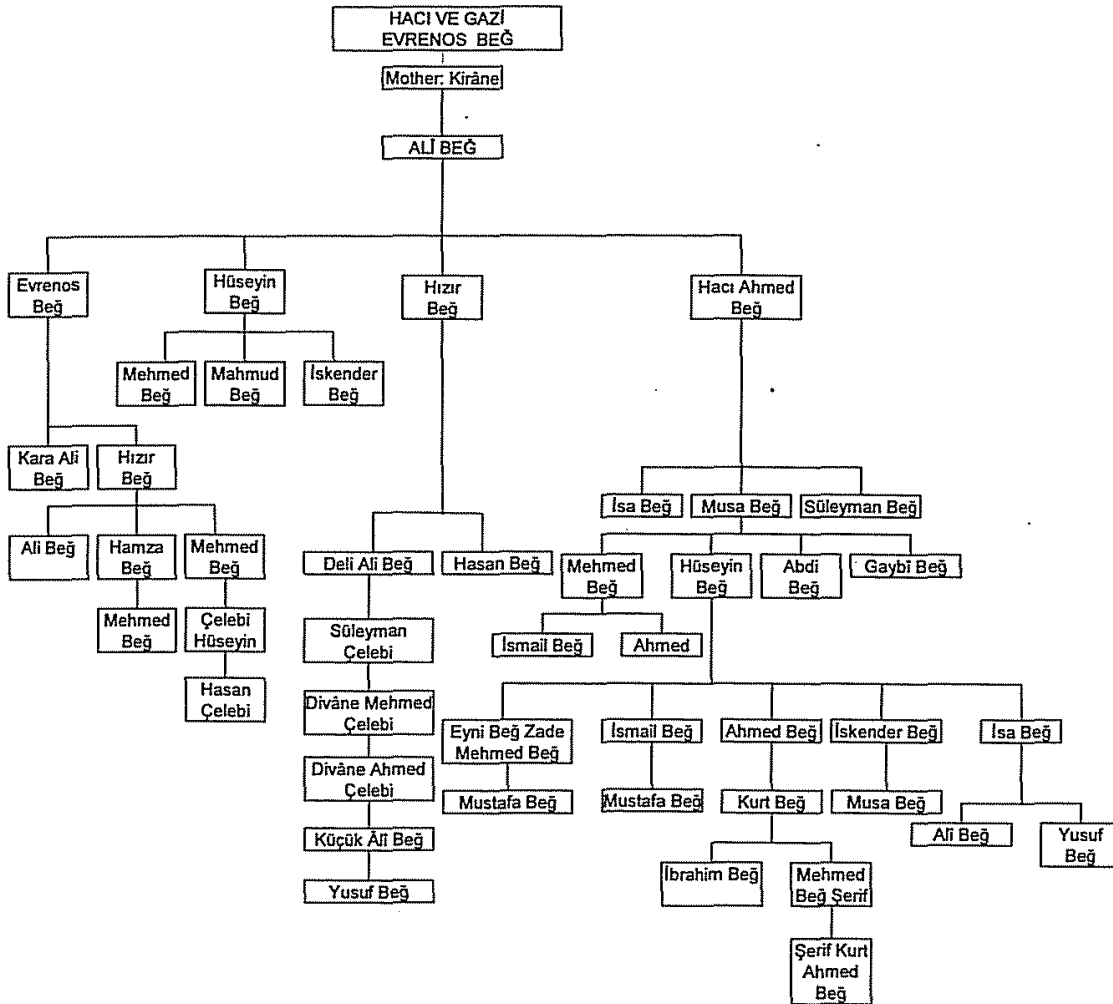 HACI VE GAZİ
EVRENOS BEĞ
Mother: Kirâne
ALİ BEĞ
Evrenos
Beğ
Hüseyin
Beğ
Hızır
Beğ
Hacı Ahmed
Beğ
Mehmed
Beğ
Mahmud
Beğ
İskender
Beğ
Kara Ali
Beğ
Hızır
Beğ
İsa Beğ
Musa Beğ
Süleyman Beğ
Ali Beğ
Hamza
Beğ
Mehmed
Beğ
Deli Ali Beğ
Hasan Beğ
Mehmed
Beğ
Hüseyin
Beğ
Abdi
Beğ
Gaybî Beğ
Mehmed
Beğ
Çelebi
Hüseyin
Süleyman
Çelebi
İsmail Beğ
Ahmed
Hasan
Çelebi
Divâne Mehmed
Çelebi
Eyni Beğ Zade
Mehmed Beğ
İsmail Beğ
Ahmed Beğ
İskender Beğ
İsa Beğ
Divâne Ahmed
Çelebi
Mustafa Beğ
Mustafa Beğ
Kurt Beğ
Musa Beğ
Ali Beğ
Yusuf
Beğ
Küçük Âlî Beğ
İbrahim Beğ
Mehmed
Beğ Şerif
Yusuf Beğ
Şerif Kurt
Ahmed
Beğ